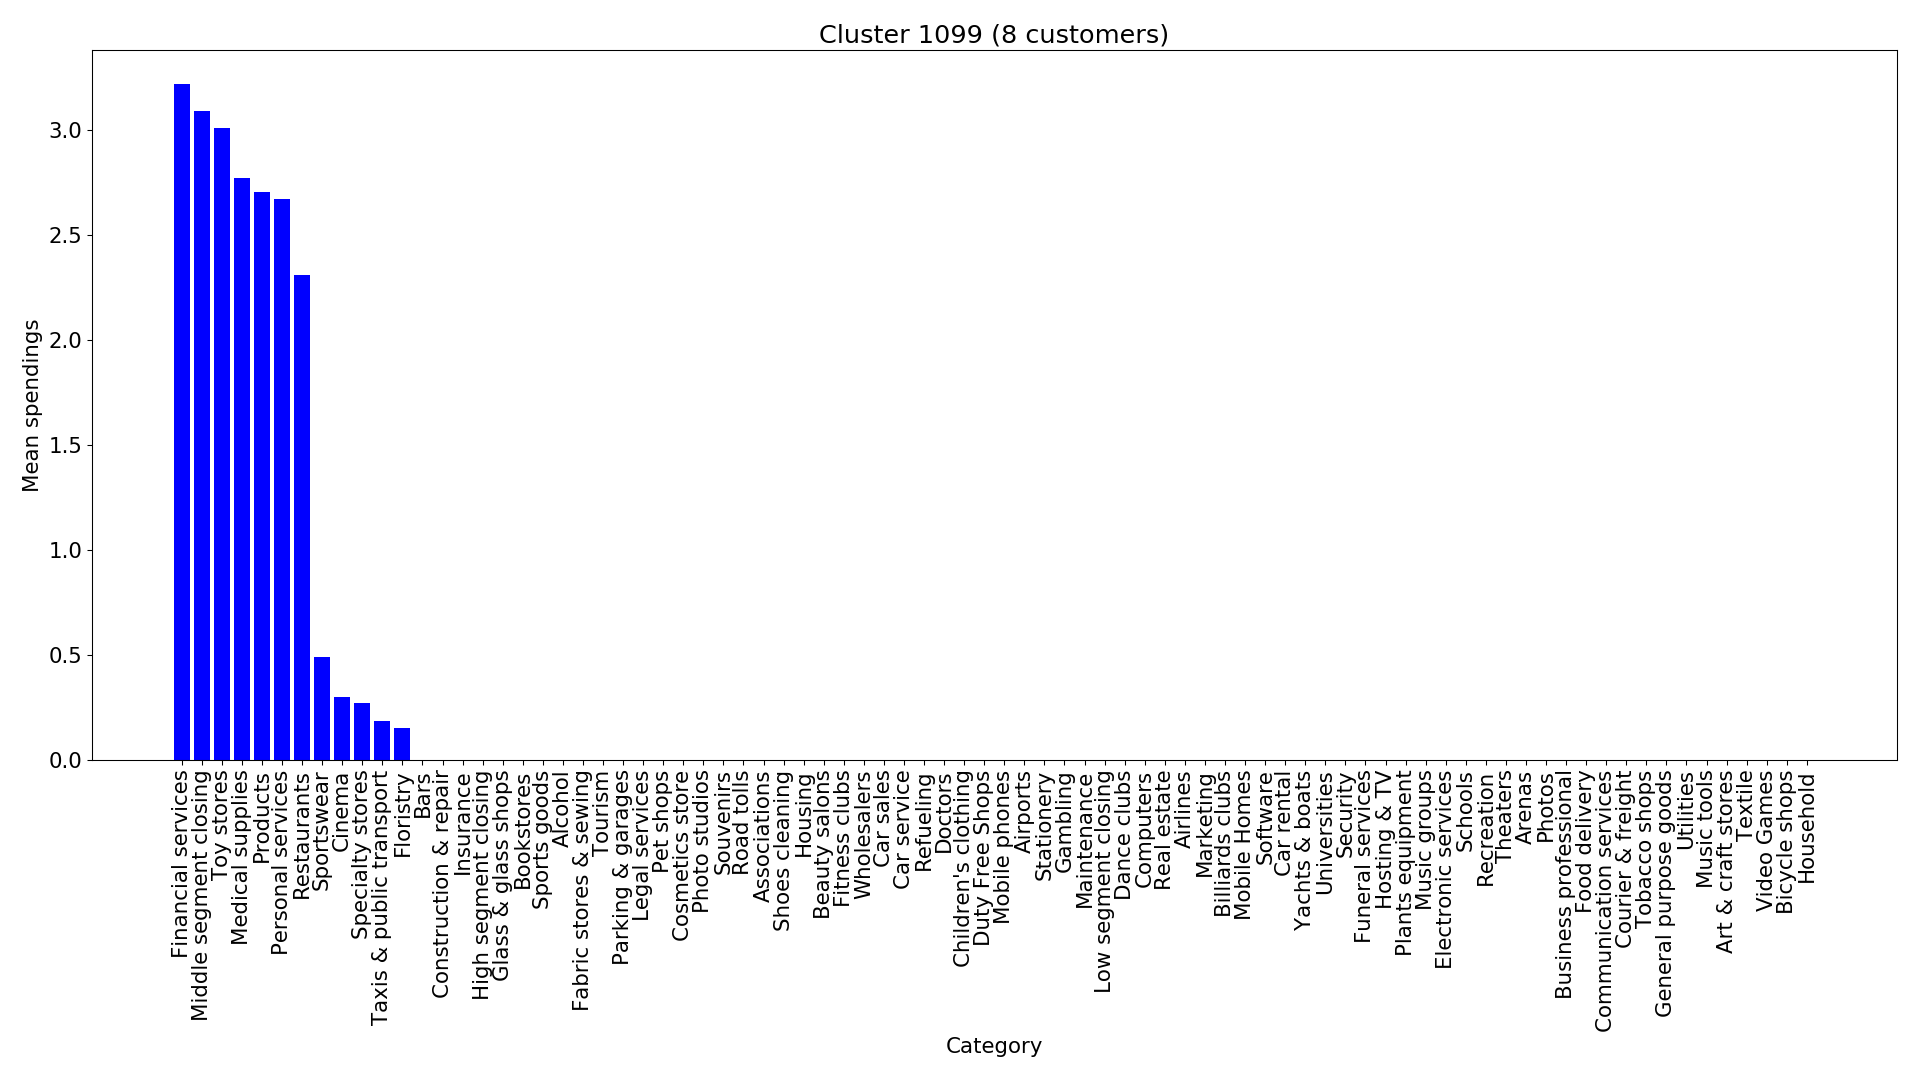 Cluster 1099 (8 customers)
Mean spendings
3.0
2.5
2.0
1.5
1.0
0.5
0.0
Financial services
Middle segment closing
Toy stores
Medical supplies
Products
Personal services
Restaurants
Sportswear
Cinema
Specialty stores
Taxis & public transport
Floristry
Bars
Construction & repair
Insurance
High segment closing
Glass & glass shops
Bookstores
Sports goods
Alcohol
Fabric stores & sewing
Tourism
Parking & garages
Legal services
Pet shops
Cosmetics store
Photo studios
Souvenirs
Road tolls
Associations
Shoes cleaning
Housing
Beauty salons
Fitness clubs
Wholesalers
Car sales
Car service
Refueling
Doctors
Children's clothing
Duty Free Shops
Mobile phones
Airports
Stationery
Gambling
Maintenance
Low segment closing
Dance clubs
Computers
Real estate
Airlines
Marketing
Billiards clubs
Mobile Homes
Software
Car rental
Yachts & boats
Universities
Security
Funeral services
Hosting & TV
Plants equipment
Music groups
Electronic services
Schools
Recreation
Theaters
Arenas
Photos
Business professional
Food delivery
Communication services
Courier & freight
Tobacco shops
General purpose goods
Utilities
Music tools
Art & craft stores
Textile
Video Games
Bicycle shops
Household
Category